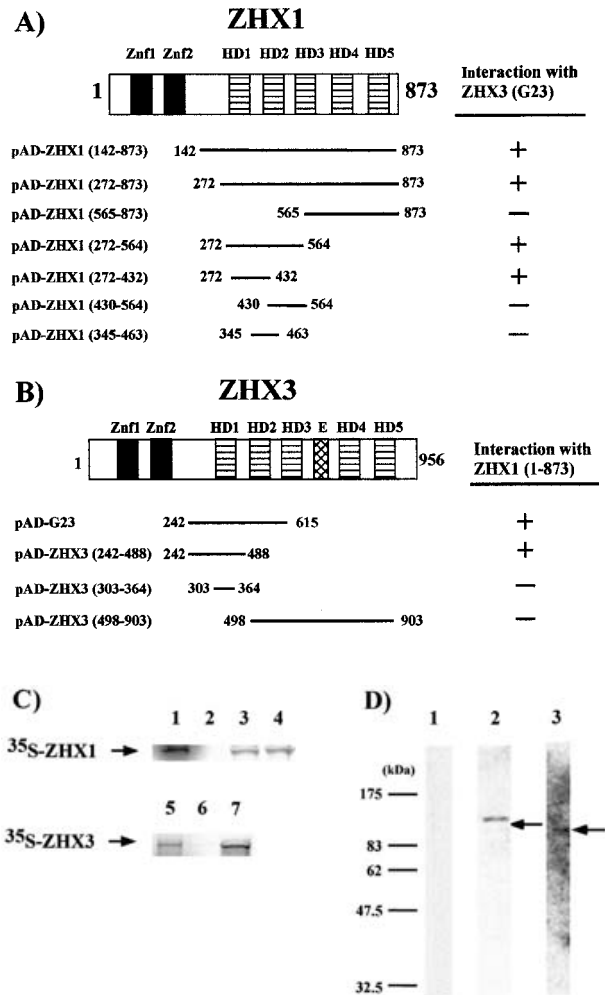 A) ZHX1
Znf1 Znf2 HD1 HD2 HD3 HD4 HD5
1 873
Interaction with
ZHX3 (G23)
pAD-ZHX1 (142-873) 142 873 +
pAD-ZHX1 (272-873) 272 873 +
pAD-ZHX1 (565-873) 565 873 —
pAD-ZHX1 (272-564) 272 564 +
pAD-ZHX1 (272-432) 272 432 +
pAD-ZHX1 (430-564) 430 564 —
pAD-ZHX1 (345-463) 345 463 —
B) ZHX3
Znf1 Znf2 HD1 HD2 HD3 E HD4 HD5
1 956
Interaction with
ZHX1 (1-873)
pAD-G23 242 615 +
pAD-ZHX3 (242-488) 242 488 +
pAD-ZHX3 (303-364) 303 364 —
pAD-ZHX3 (498-903) 498 903 —
C)
1 2 3 4
35S-ZHX1
5 6 7
35S-ZHX3
D)
1 2 3
(kDa)
175
83
62
47.5
32.5